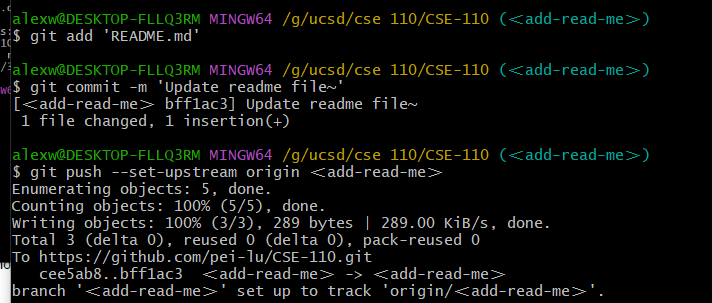 alexw@DESKTOP-FLLQ3RM MINGW64 /g/ucsd/cse 110/CSE-110 (<add-read-me>)
$ git add 'README.md'
alexw@DESKTOP-FLLQ3RM MINGW64 /g/ucsd/cse 110/CSE-110 (<add-read-me>)
$ git commit -m 'Update readme file~'
[<add-read-me> bff1ac3] Update readme file~
1 file changed, 1 insertion(+)
alexw@DESKTOP-FLLQ3RM MINGW64 /g/ucsd/cse 110/CSE-110 (<add-read-me>)
$ git push --set-upstream origin <add-read-me>
Enumerating objects: 5, done.
Counting objects: 100% (5/5), done.
Writing objects: 100% (3/3), 289 bytes | 289.00 KiB/s, done.
Total 3 (delta 0), reused 0 (delta 0), pack-reused 0
To https://github.com/pei-lu/CSE-110.git
cee5ab8..bff1ac3  <add-read-me> -> <add-read-me>
branch '<add-read-me>' set up to track 'origin/<add-read-me>'.